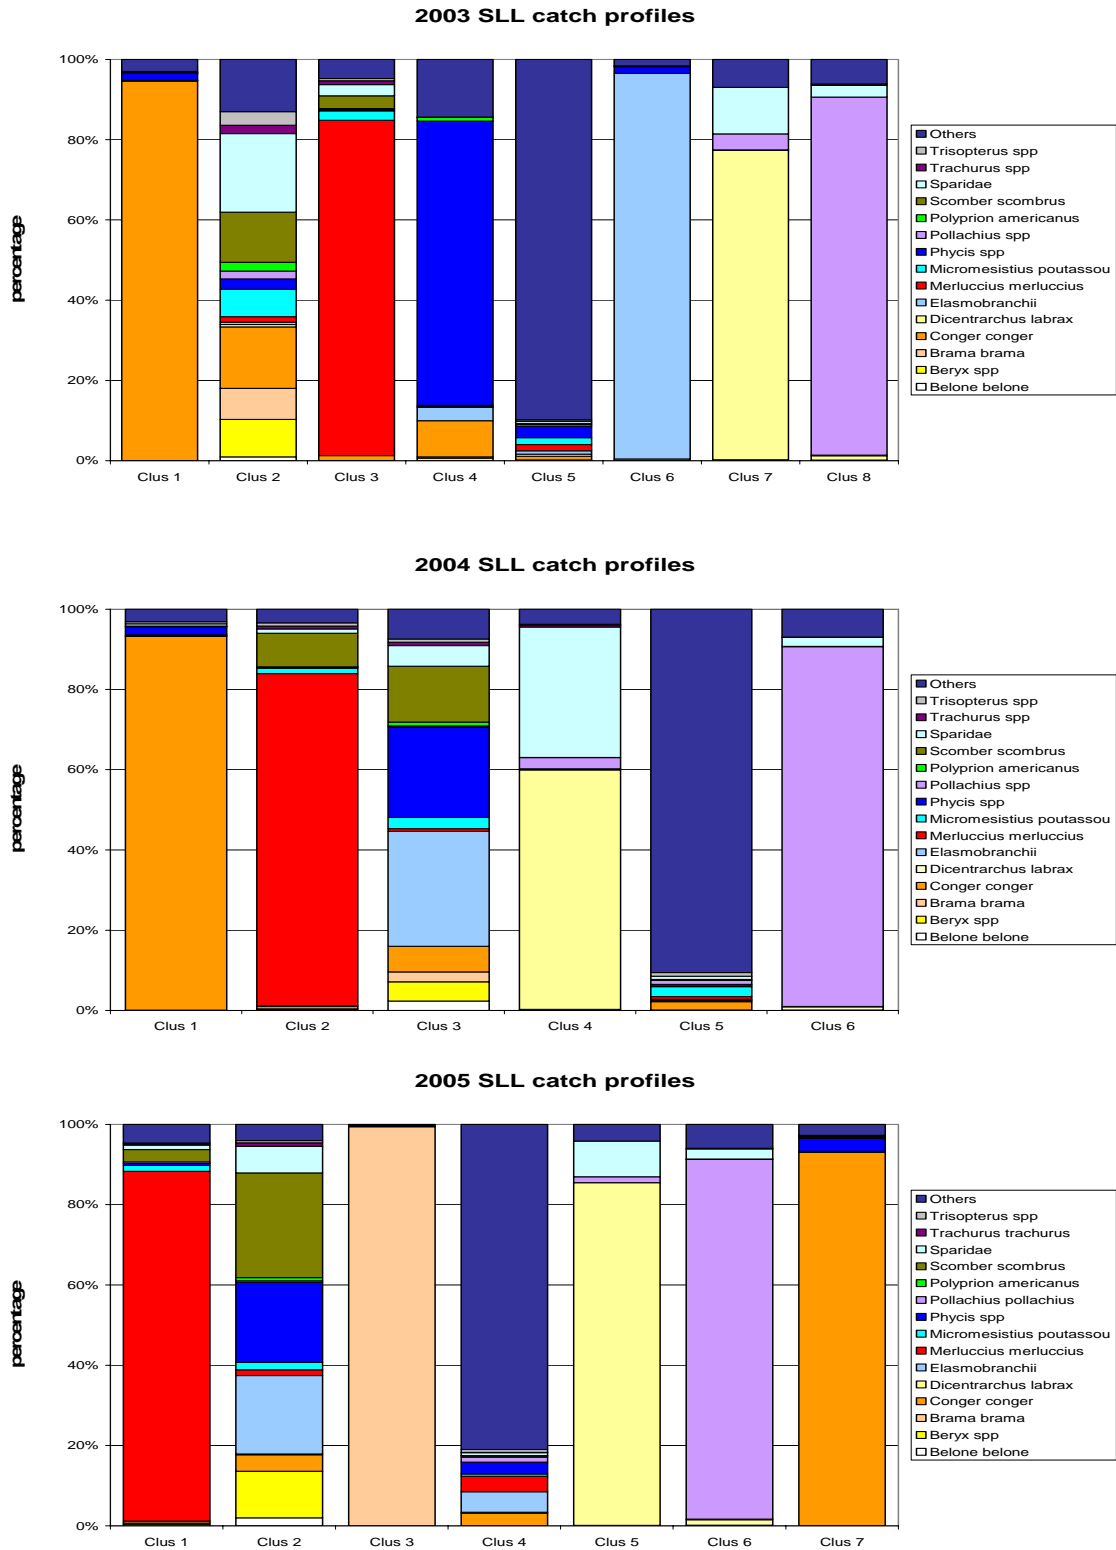 2003 SLL catch profiles
percentage
100%
80%
60%
40%
20%
0%
Clus 1 Clus 2 Clus 3 Clus 4 Clus 5 Clus 6 Clus 7 Clus 8
Others
Trisopterus spp
Trachurus spp
Sparidae
Scomber scombrus
Polyprion americanus
Pollachius spp
Phycis spp
Micromesistius poutassou
Merluccius merluccius
Elasmobranchii
Dicentrarchus labrax
Conger conger
Brama brama
Beryx spp
Belone belone
2004 SLL catch profiles
percentage
100%
80%
60%
40%
20%
0%
Clus 1 Clus 2 Clus 3 Clus 4 Clus 5 Clus 6
Others
Trisopterus spp
Trachurus spp
Sparidae
Scomber scombrus
Polyprion americanus
Pollachius spp
Phycis spp
Micromesistius poutassou
Merluccius merluccius
Elasmobranchii
Dicentrarchus labrax
Conger conger
Brama brama
Beryx spp
Belone belone
2005 SLL catch profiles
percentage
100%
80%
60%
40%
20%
0%
Clus 1 Clus 2 Clus 3 Clus 4 Clus 5 Clus 6 Clus 7
Others
Trisopterus spp
Trachurus trachurus
Sparidae
Scomber scombrus
Polyprion americanus
Pollachius pollachius
Phycis spp
Micromesistius poutassou
Merluccius merluccius
Elasmobranchii
Dicentrarchus labrax
Conger conger
Brama brama
Beryx spp
Belone belone